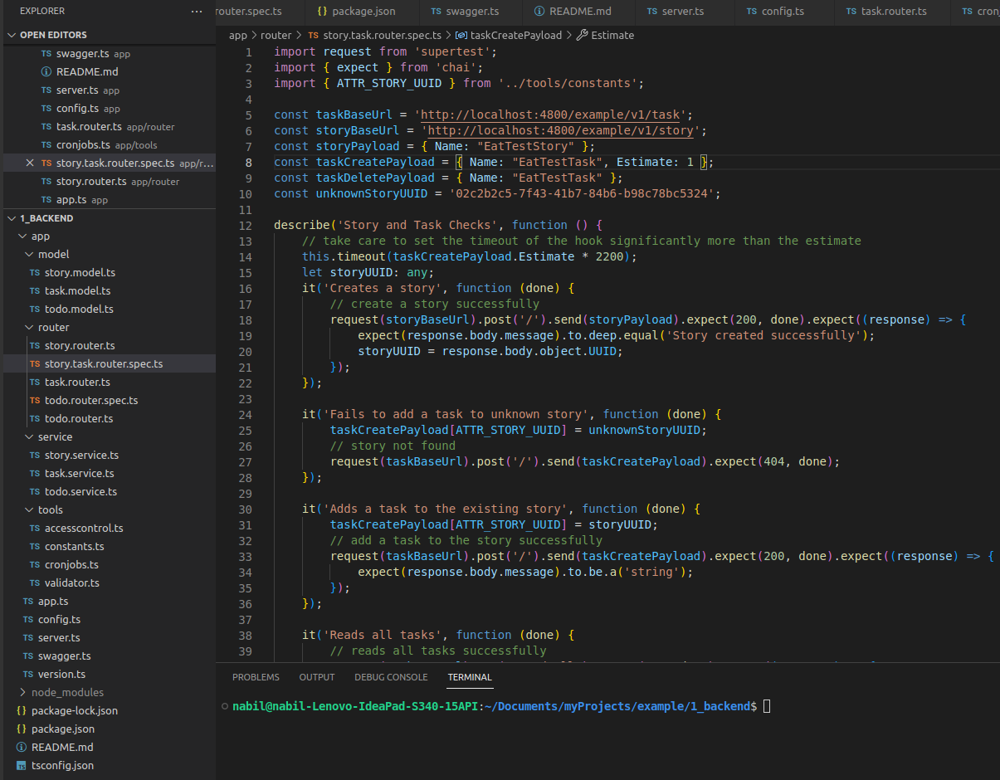 EXPLORER ···
OPEN EDITORS
TS swagger.ts app
README.md
TS server.ts app
TS config.ts app
TS task.router.ts app/router
TS cronjobs.ts app/tools
TS story.task.router.spec.ts app/r...
TS story.router.ts app/router
TS app.ts app
1_BACKEND
app
model
TS story.model.ts
TS task.model.ts
TS todo.model.ts
router
TS story.router.ts
TS story.task.router.spec.ts
TS task.router.ts
TS todo.router.spec.ts
TS todo.router.ts
service
TS story.service.ts
TS task.service.ts
TS todo.service.ts
tools
TS accesscontrol.ts
TS constants.ts
TS cronjobs.ts
TS validator.ts
TS app.ts
TS config.ts
TS server.ts
TS swagger.ts
TS version.ts
node_modules
{} package-lock.json
{} package.json
README.md
TS tsconfig.json
router.spec.ts {} package.json TS swagger.ts README.md TS server.ts TS config.ts TS task.router.ts TS cron
app > router > TS story.task.router.spec.ts > taskCreatePayload > Estimate
1 import request from 'supertest';
2 import { expect } from 'chai';
3 import { ATTR_STORY_UUID } from '../tools/constants';
4
5 const taskBaseUrl = 'http://localhost:4800/example/v1/task';
6 const storyBaseUrl = 'http://localhost:4800/example/v1/story';
7 const storyPayload = { Name: "EatTestStory" };
8 const taskCreatePayload = { Name: "EatTestTask", Estimate: 1 };
9 const taskDeletePayload = { Name: "EatTestTask" };
10 const unknownStoryUUID = '02c2b2c5-7f43-41b7-84b6-b98c78bc5324';
11
12 describe('Story and Task Checks', function () {
13 // take care to set the timeout of the hook significantly more than the estimate
14 this.timeout(taskCreatePayload.Estimate * 2200);
15 let storyUUID: any;
16 it('Creates a story', function (done) {
17 // create a story successfully
18 request(storyBaseUrl).post('/').send(storyPayload).expect(200, done).expect((response) => {
19 expect(response.body.message).to.deep.equal('Story created successfully');
20 storyUUID = response.body.object.UUID;
21 });
22 });
23
24 it('Fails to add a task to unknown story', function (done) {
25 taskCreatePayload[ATTR_STORY_UUID] = unknownStoryUUID;
26 // story not found
27 request(taskBaseUrl).post('/').send(taskCreatePayload).expect(404, done);
28 });
29
30 it('Adds a task to the existing story', function (done) {
31 taskCreatePayload[ATTR_STORY_UUID] = storyUUID;
32 // add a task to the story successfully
33 request(taskBaseUrl).post('/').send(taskCreatePayload).expect(200, done).expect((response) => {
34 expect(response.body.message).to.be.a('string');
35 });
36 });
37
38 it('Reads all tasks', function (done) {
39 // reads all tasks successfully
PROBLEMS OUTPUT DEBUG CONSOLE TERMINAL
nabil@nabil-Lenovo-IdeaPad-S340-15API:~/Documents/myProjects/example/1_backend$